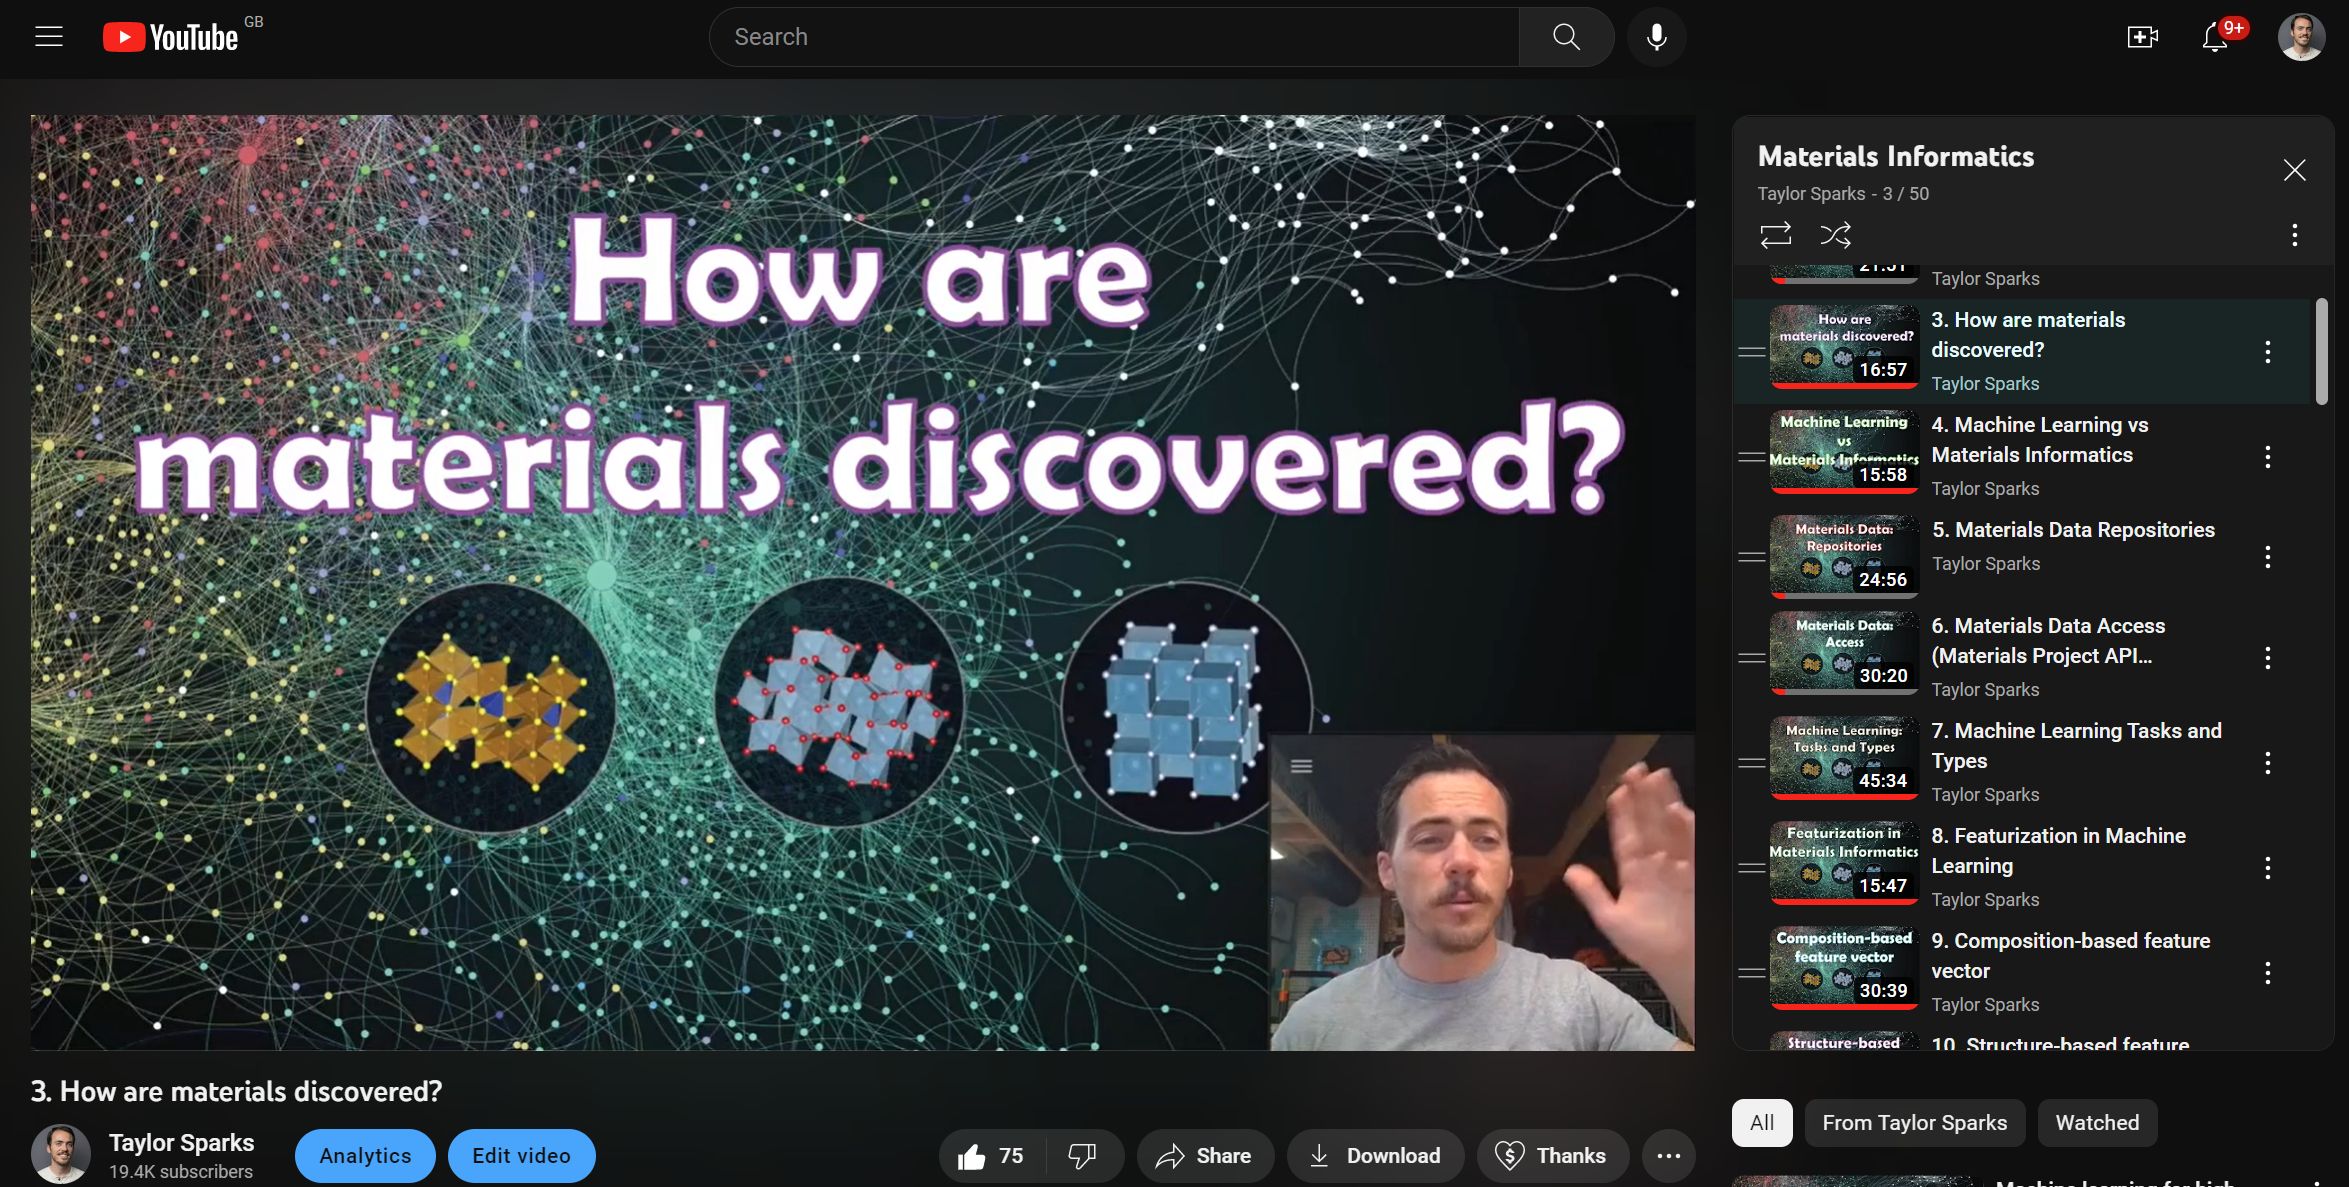 YouTube GB
Search
9+
How are
materials discovered?
3. How are materials discovered?
Taylor Sparks
19.4K subscribers
Analytics
Edit video
75
Share
Download
Thanks
Materials Informatics
Taylor Sparks - 3 / 50
21:51
Taylor Sparks
How are
materials discovered?
16:57
3. How are materials
discovered?
Taylor Sparks
Machine Learning
vs
Materials Informatics
15:58
4. Machine Learning vs
Materials Informatics
Taylor Sparks
Materials Data:
Repositories
24:56
5. Materials Data Repositories
Taylor Sparks
Materials Data:
Access
30:20
6. Materials Data Access
(Materials Project API...
Taylor Sparks
Machine Learning:
Tasks and Types
45:34
7. Machine Learning Tasks and
Types
Taylor Sparks
Featurization in
Materials Informatics
15:47
8. Featurization in Machine
Learning
Taylor Sparks
Composition-based
feature vector
30:39
9. Composition-based feature
vector
Taylor Sparks
Structure-based
10. Structure-based feature
All
From Taylor Sparks
Watched
Machine learning for high